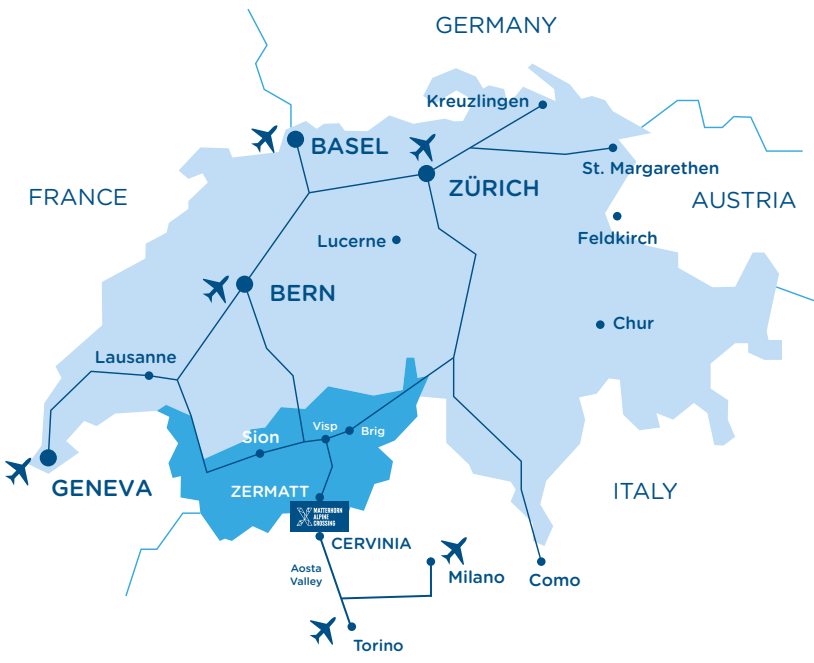 GERMANY
Kreuzlingen
BASEL
St. Margarethen
ZÜRICH
FRANCE
AUSTRIA
Lucerne
Feldkirch
BERN
Chur
Lausanne
Visp
Brig
Sion
GENEVA
ZERMATT
ITALY
MATTERHORN
ALPINE
CROSSING
CERVINIA
Aosta
Valley
Milano
Como
Torino